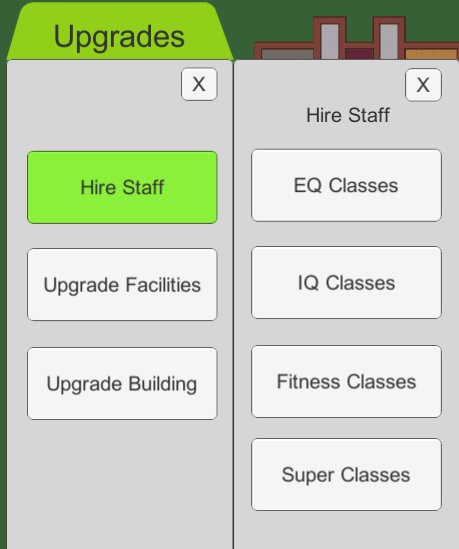 Upgrades
X
Hire Staff
Upgrade Facilities
Upgrade Building
X
Hire Staff
EQ Classes
IQ Classes
Fitness Classes
Super Classes